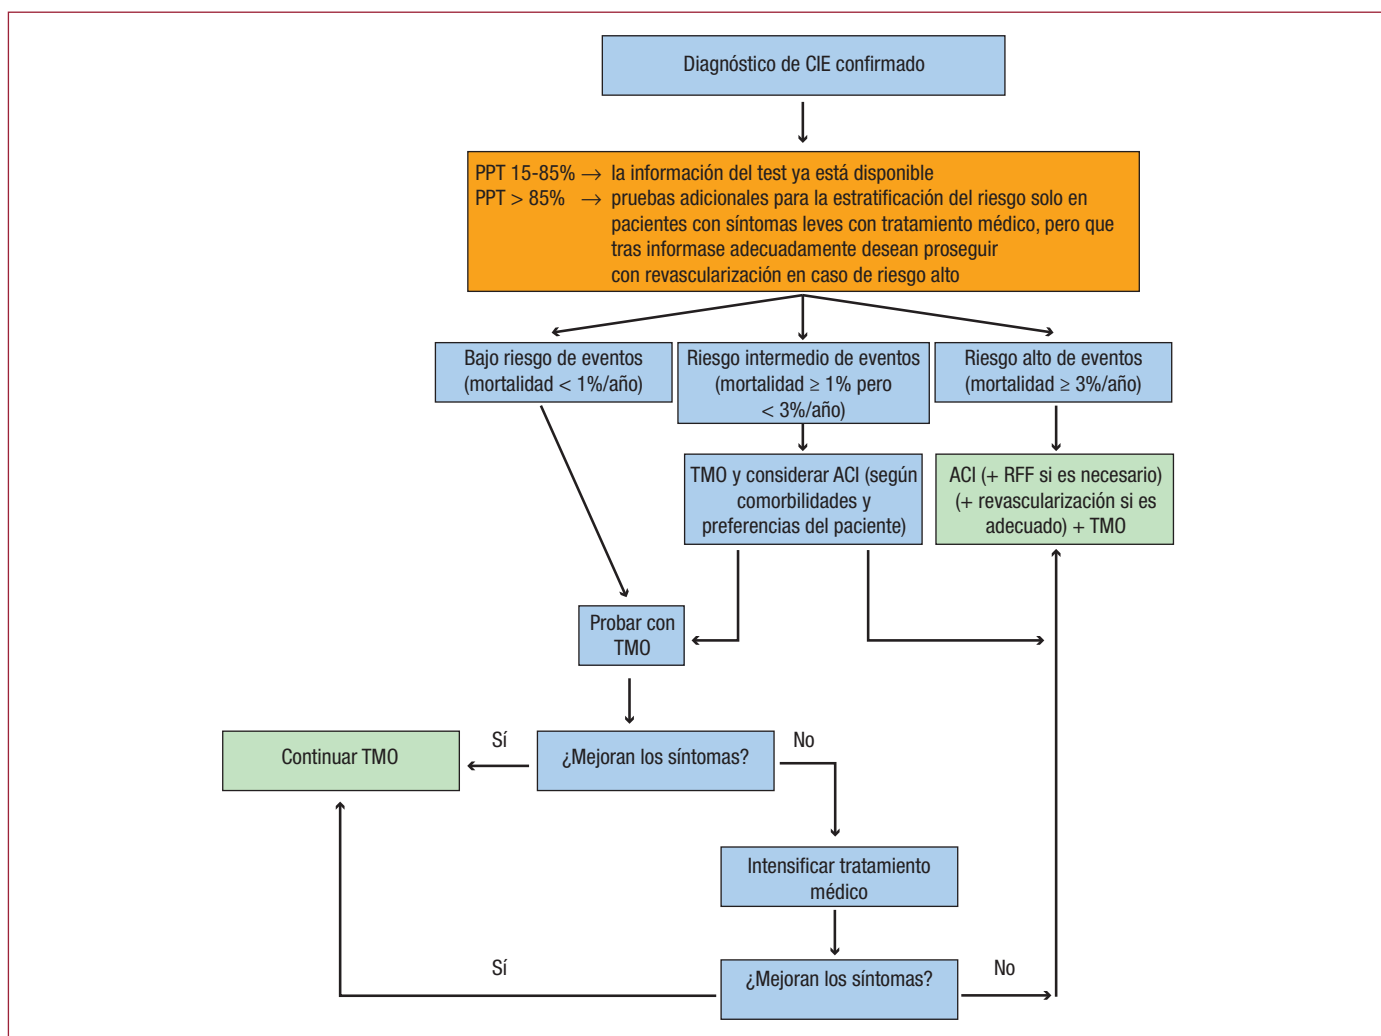 Diagnóstico de CIE confirmado
PPT 15-85% → la información del test ya está disponible
PPT > 85% → pruebas adicionales para la estratificación del riesgo solo en
pacientes con síntomas leves con tratamiento médico, pero que
tras informase adecuadamente desean proseguir
con revascularización en caso de riesgo alto
Bajo riesgo de eventos
(mortalidad < 1%/año)
Riesgo intermedio de eventos
(mortalidad ≥ 1% pero
< 3%/año)
Riesgo alto de eventos
(mortalidad ≥ 3%/año)
TMO y considerar ACI (según
comorbilidades y
preferencias del paciente)
ACI (+ RFF si es necesario)
(+ revascularización si es
adecuado) + TMO
Probar con
TMO
Continuar TMO
Sí
¿Mejoran los síntomas?
No
Intensificar tratamiento
médico
Sí
¿Mejoran los síntomas?
No